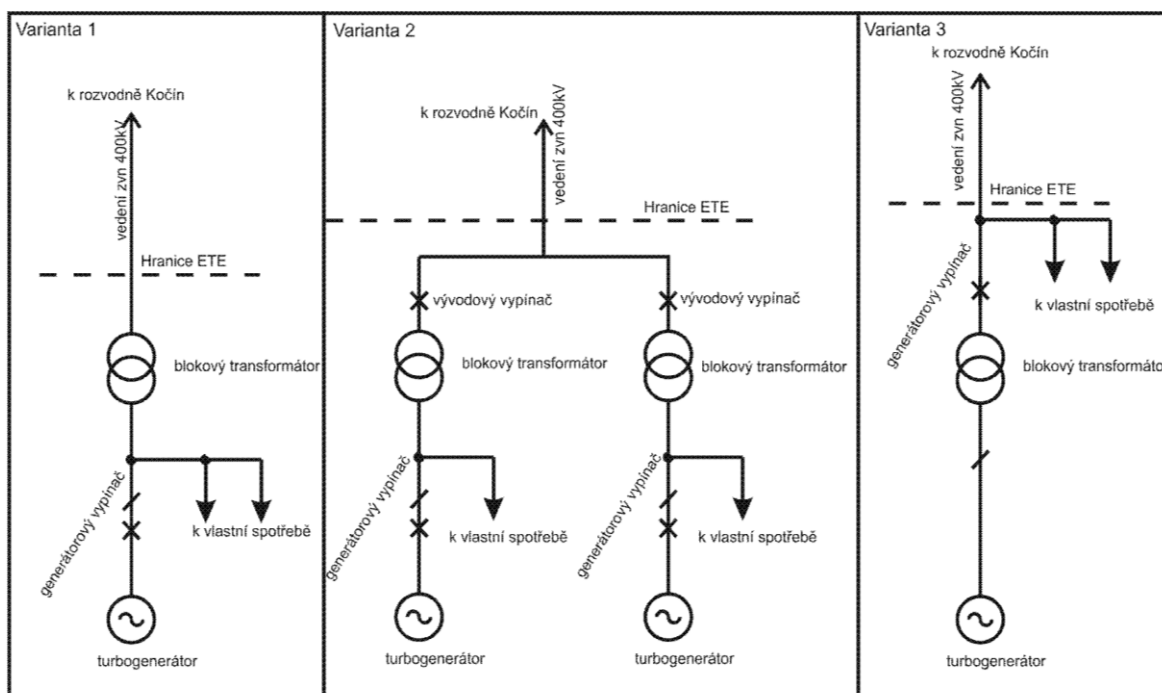 Varianta 1
k rozvodně Kočín
vedení zvn 400kV
Hranice ETE
blokový transformátor
generátorový vypínač
k vlastní spotřebě
turbogenerátor
Varianta 2
k rozvodně Kočín
vedení zvn 400kV
Hranice ETE
vývodový vypínač
vývodový vypínač
blokový transformátor
blokový transformátor
generátorový vypínač
generátorový vypínač
k vlastní spotřebě
k vlastní spotřebě
turbogenerátor
turbogenerátor
Varianta 3
k rozvodně Kočín
vedení zvn 400kV
Hranice ETE
generátorový vypínač
k vlastní spotřebě
blokový transformáto
turbogenerátor